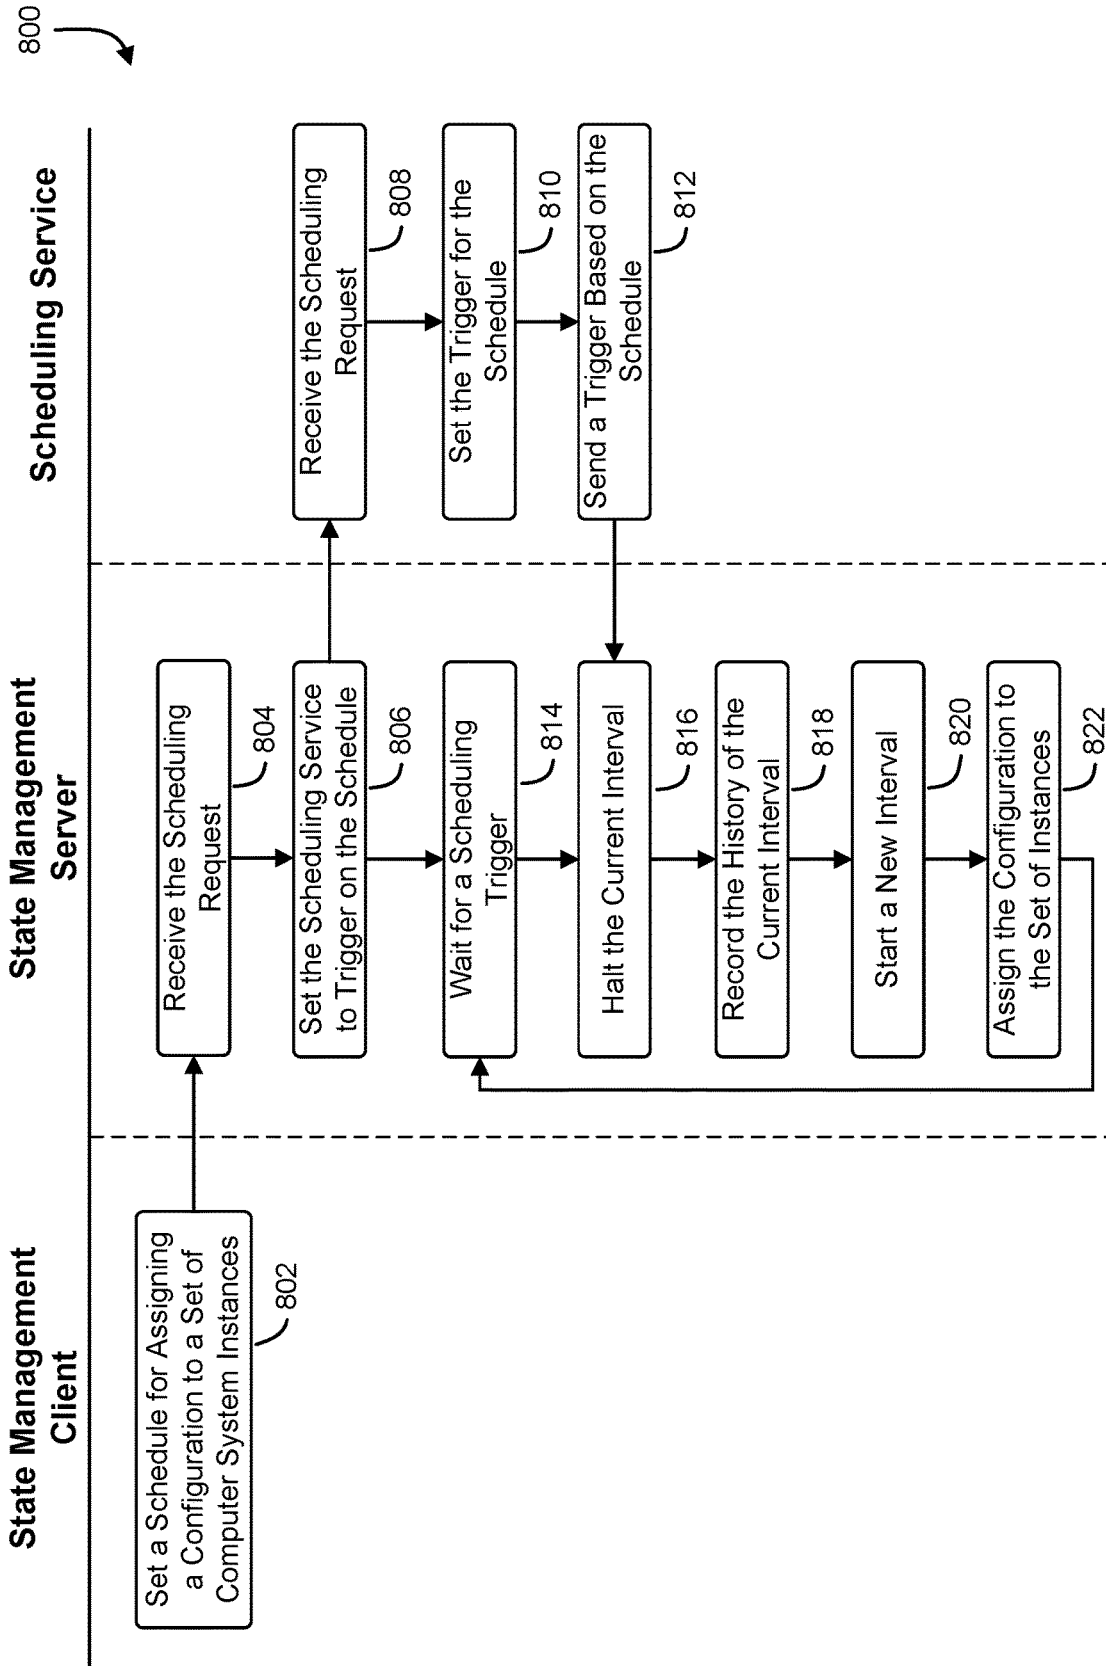 800
State Management
Client
State Management
Server
Scheduling Service
Set a Schedule for Assigning
a Configuration to a Set of
Computer System Instances
802
Receive the Scheduling
Request
804
Set the Scheduling Service
to Trigger on the Schedule
806
Receive the Scheduling
Request
808
Set the Trigger for the
Schedule
810
Send a Trigger Based on the
Schedule
812
Wait for a Scheduling
Trigger
814
Halt the Current Interval
816
Record the History of the
Current Interval
818
Start a New Interval
820
Assign the Configuration to
the Set of Instances
822